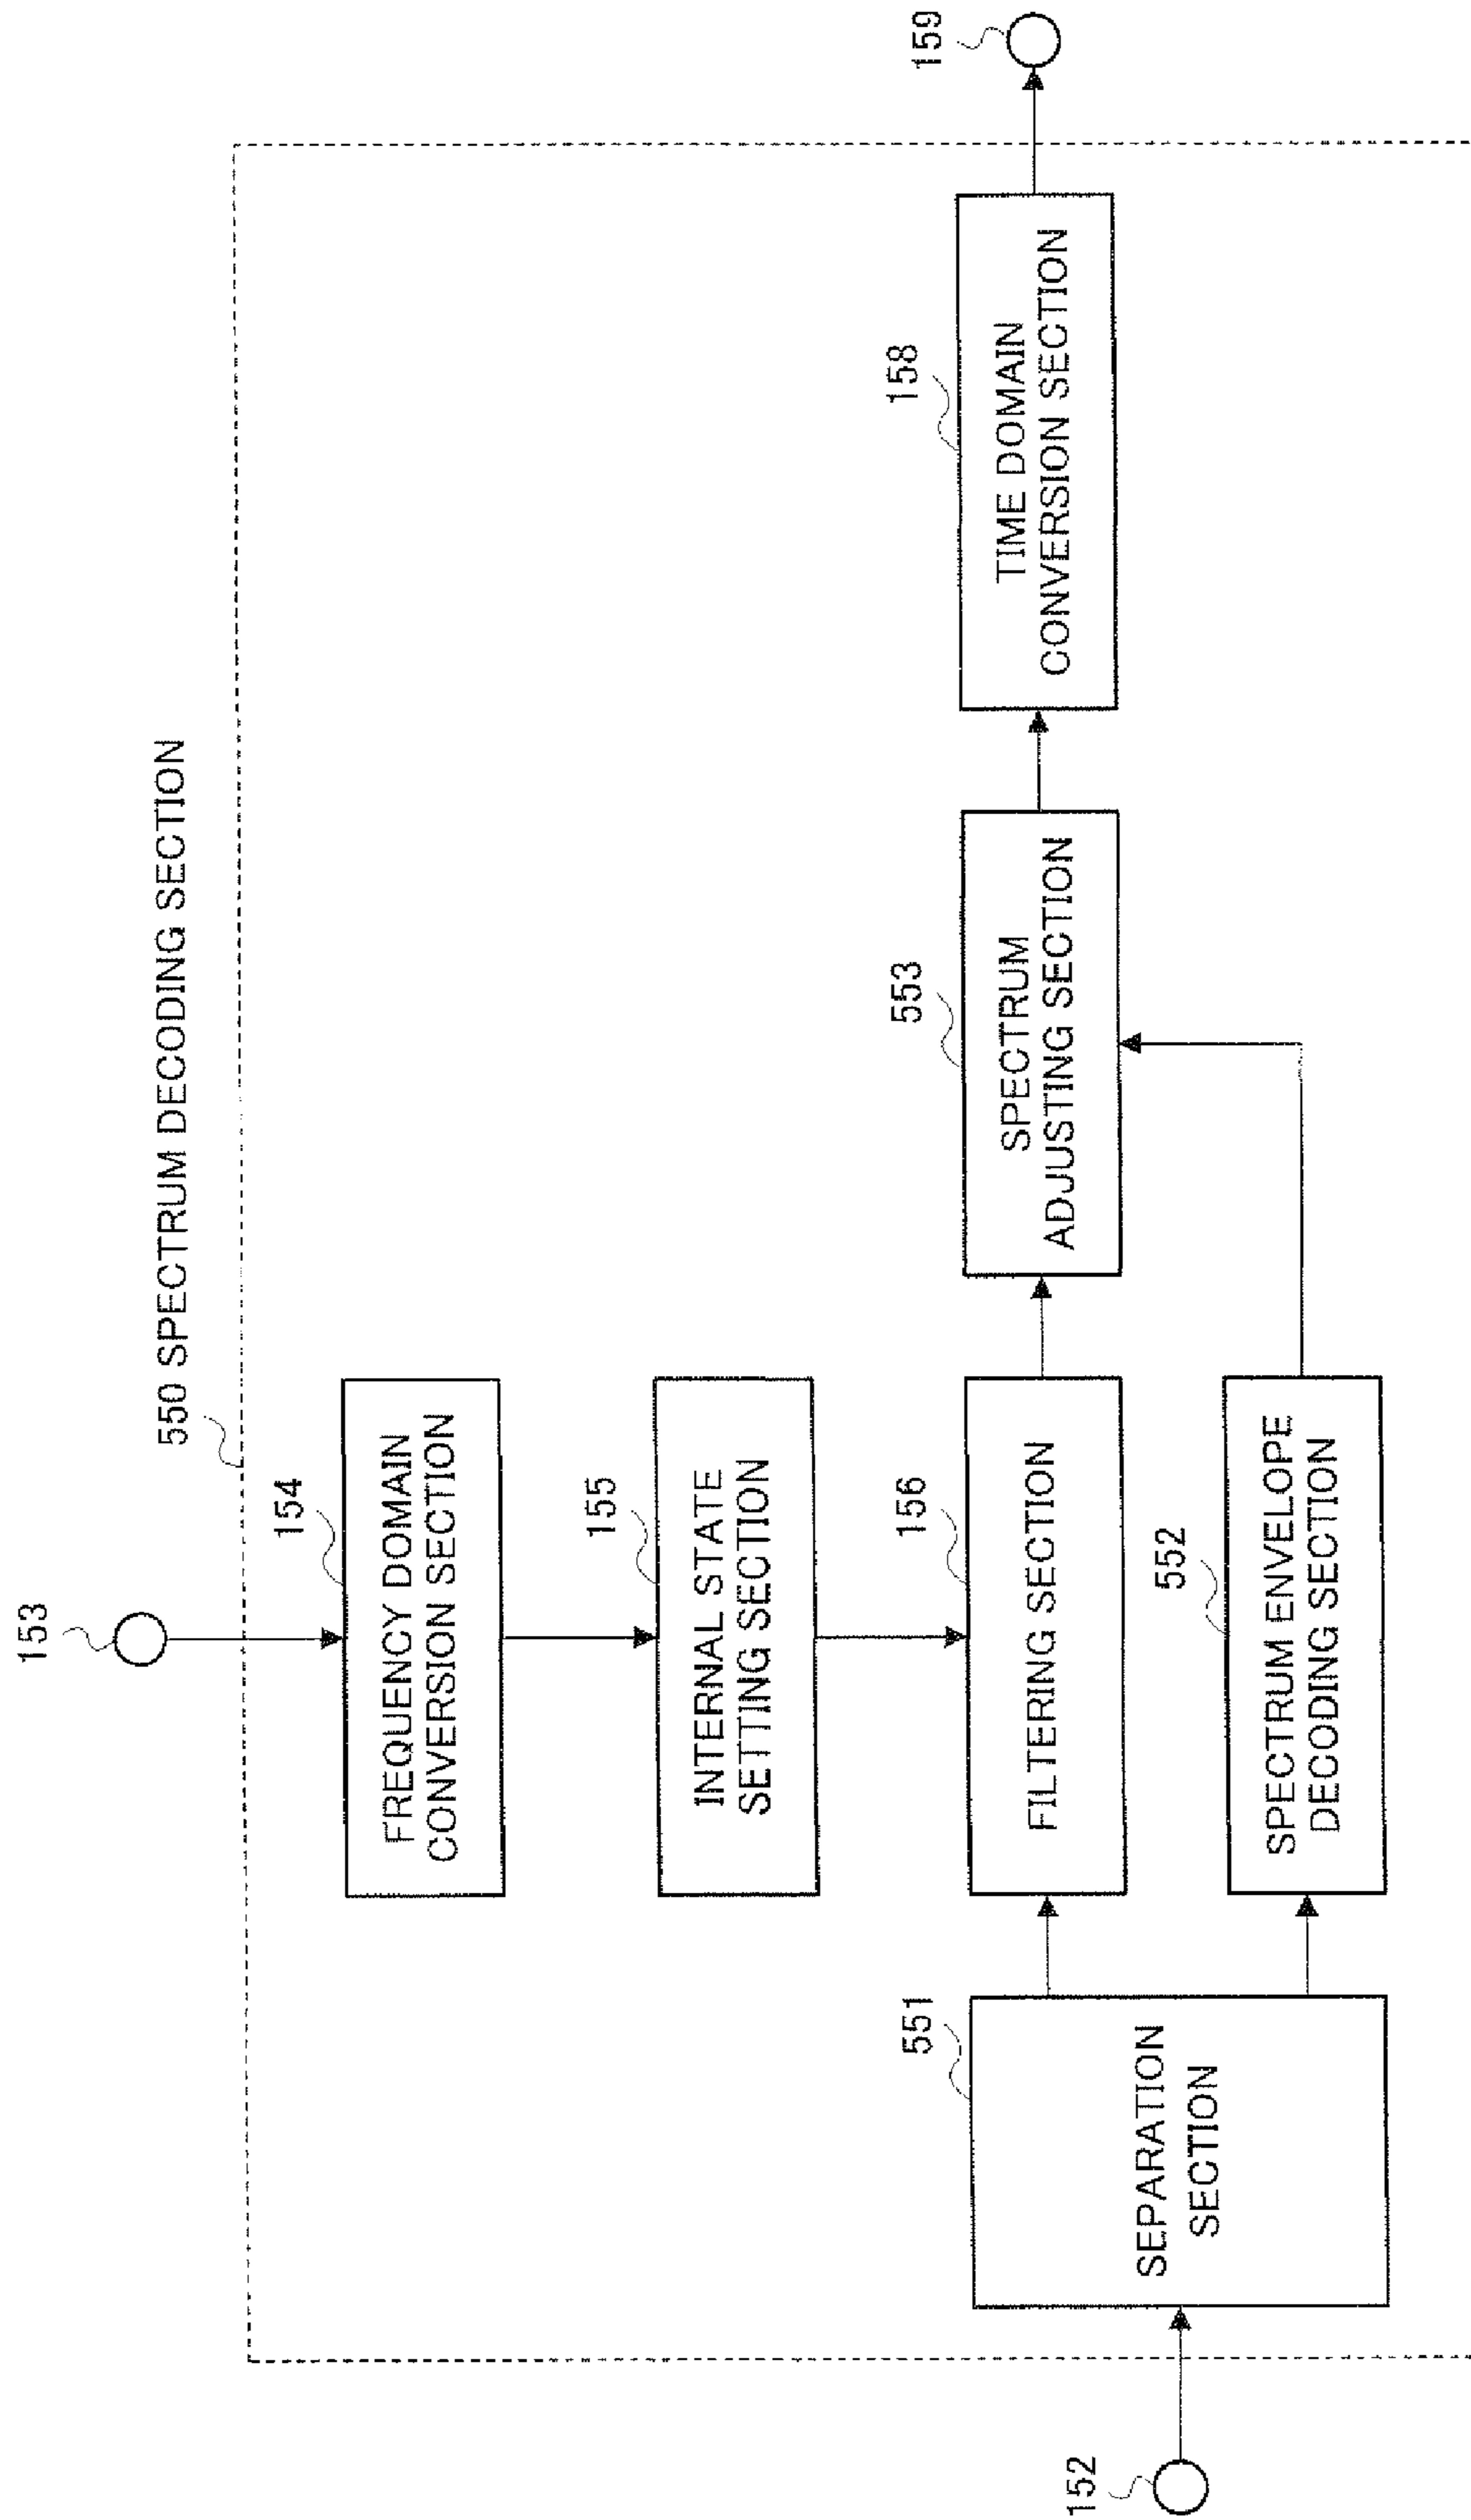 550 SPECTRUM DECODING SECTION
153
154
FREQUENCY DOMAIN
CONVERSION SECTION
155
INTERNAL STATE
SETTING SECTION
152
551
SEPARATION
SECTION
156
FILTERING SECTION
552
SPECTRUM ENVELOPE
DECODING SECTION
553
SPECTRUM
ADJUSTING SECTION
158
TIME DOMAIN
CONVERSION SECTION
159